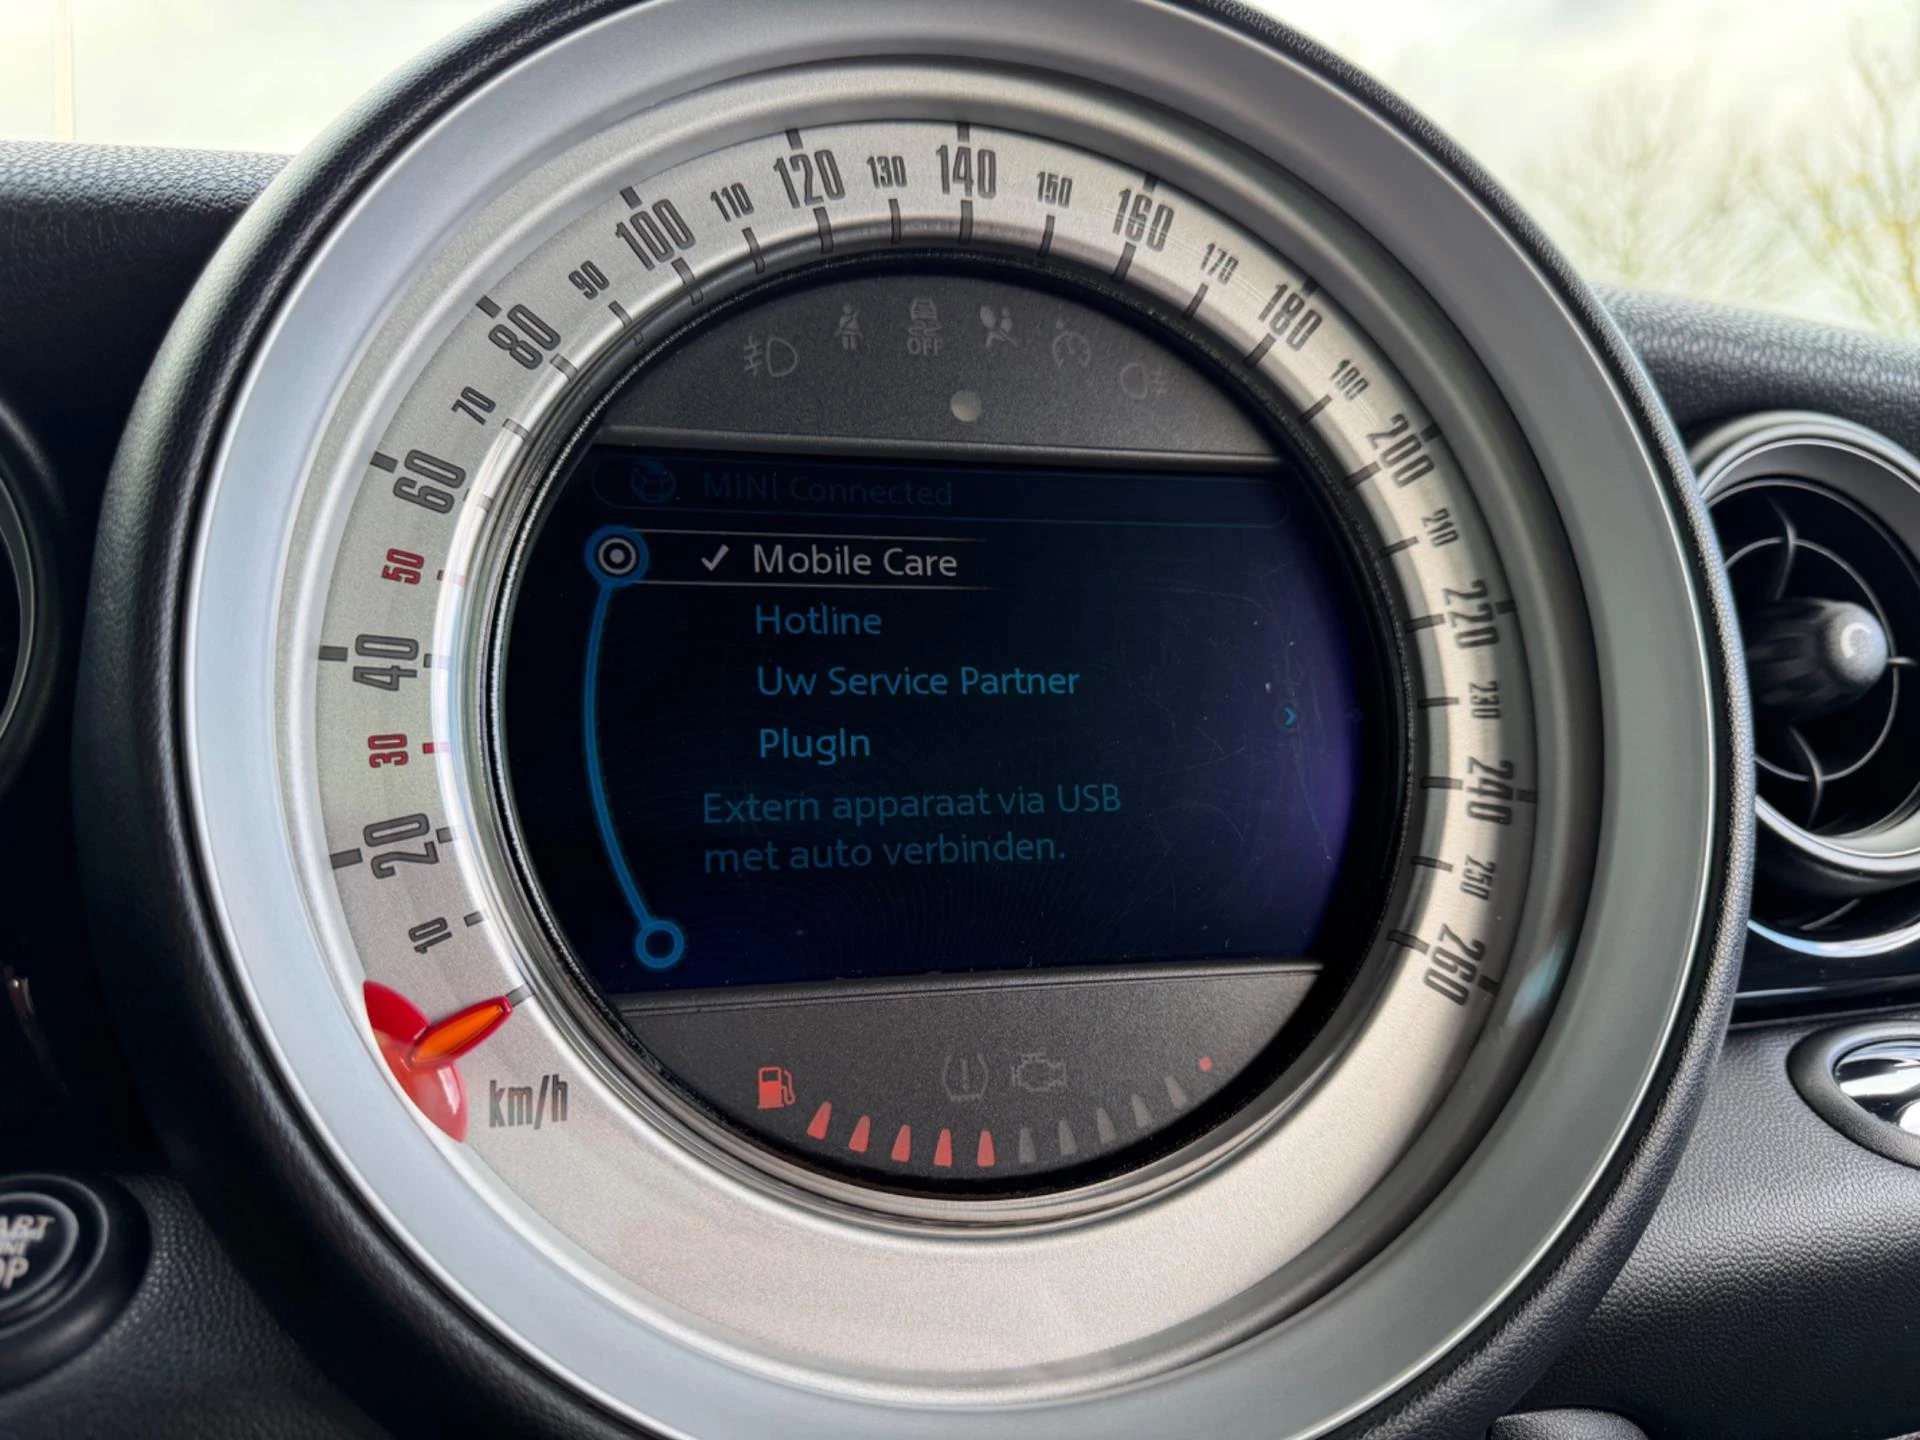 10
20
30
40
50
60
70
80
90
100
110
120
130
140
150
160
170
180
190
200
210
220
230
240
250
260
OFF
MINI Connected
Mobile Care
Hotline
Uw Service Partner
PlugIn
Extern apparaat via USB
met auto verbinden.
km/h